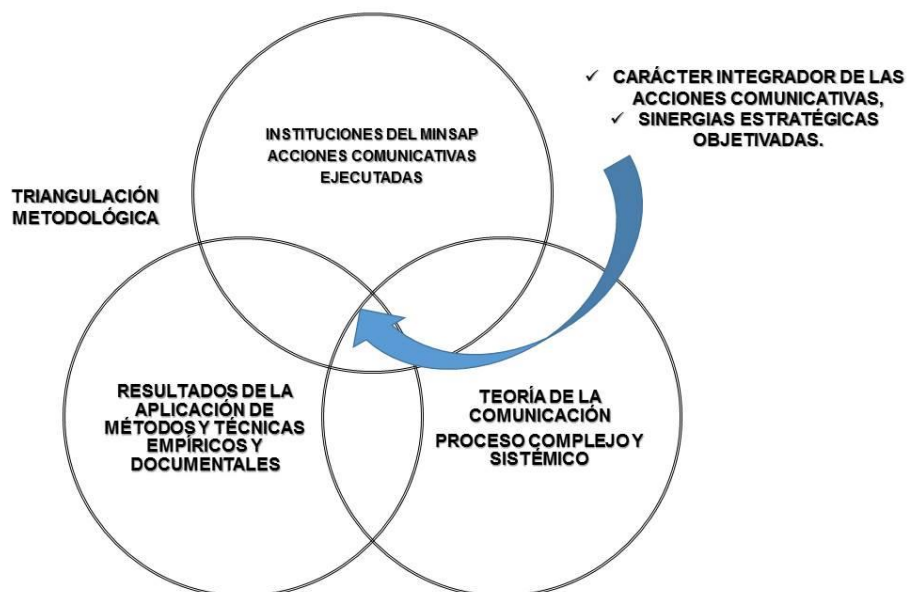 ✓ CARÁCTER INTEGRADOR DE LAS
ACCIONES COMUNICATIVAS,
✓ SINERGIAS ESTRATÉGICAS
OBJETIVADAS.
INSTITUCIONES DEL MINSAP
ACCIONES COMUNICATIVAS
EJECUTADAS
TRIANGULACIÓN
METODOLÓGICA
RESULTADOS DE LA
APLICACIÓN DE
MÉTODOS Y TÉCNICAS
EMPÍRICOS Y
DOCUMENTALES
TEORÍA DE LA
COMUNICACIÓN
PROCESO COMPLEJO Y
SISTÉMICO